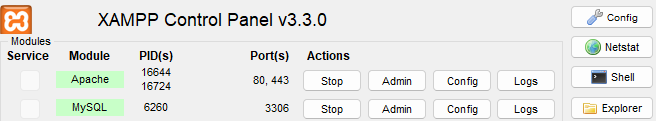 XAMPP Control Panel v3.3.0
Modules
Service Module PID(s) Port(s) Actions
Apache 16644 16724 80, 443 Stop Admin Config Logs
MySQL 6260 3306 Stop Admin Config Logs
Config
Netstat
Shell
Explorer